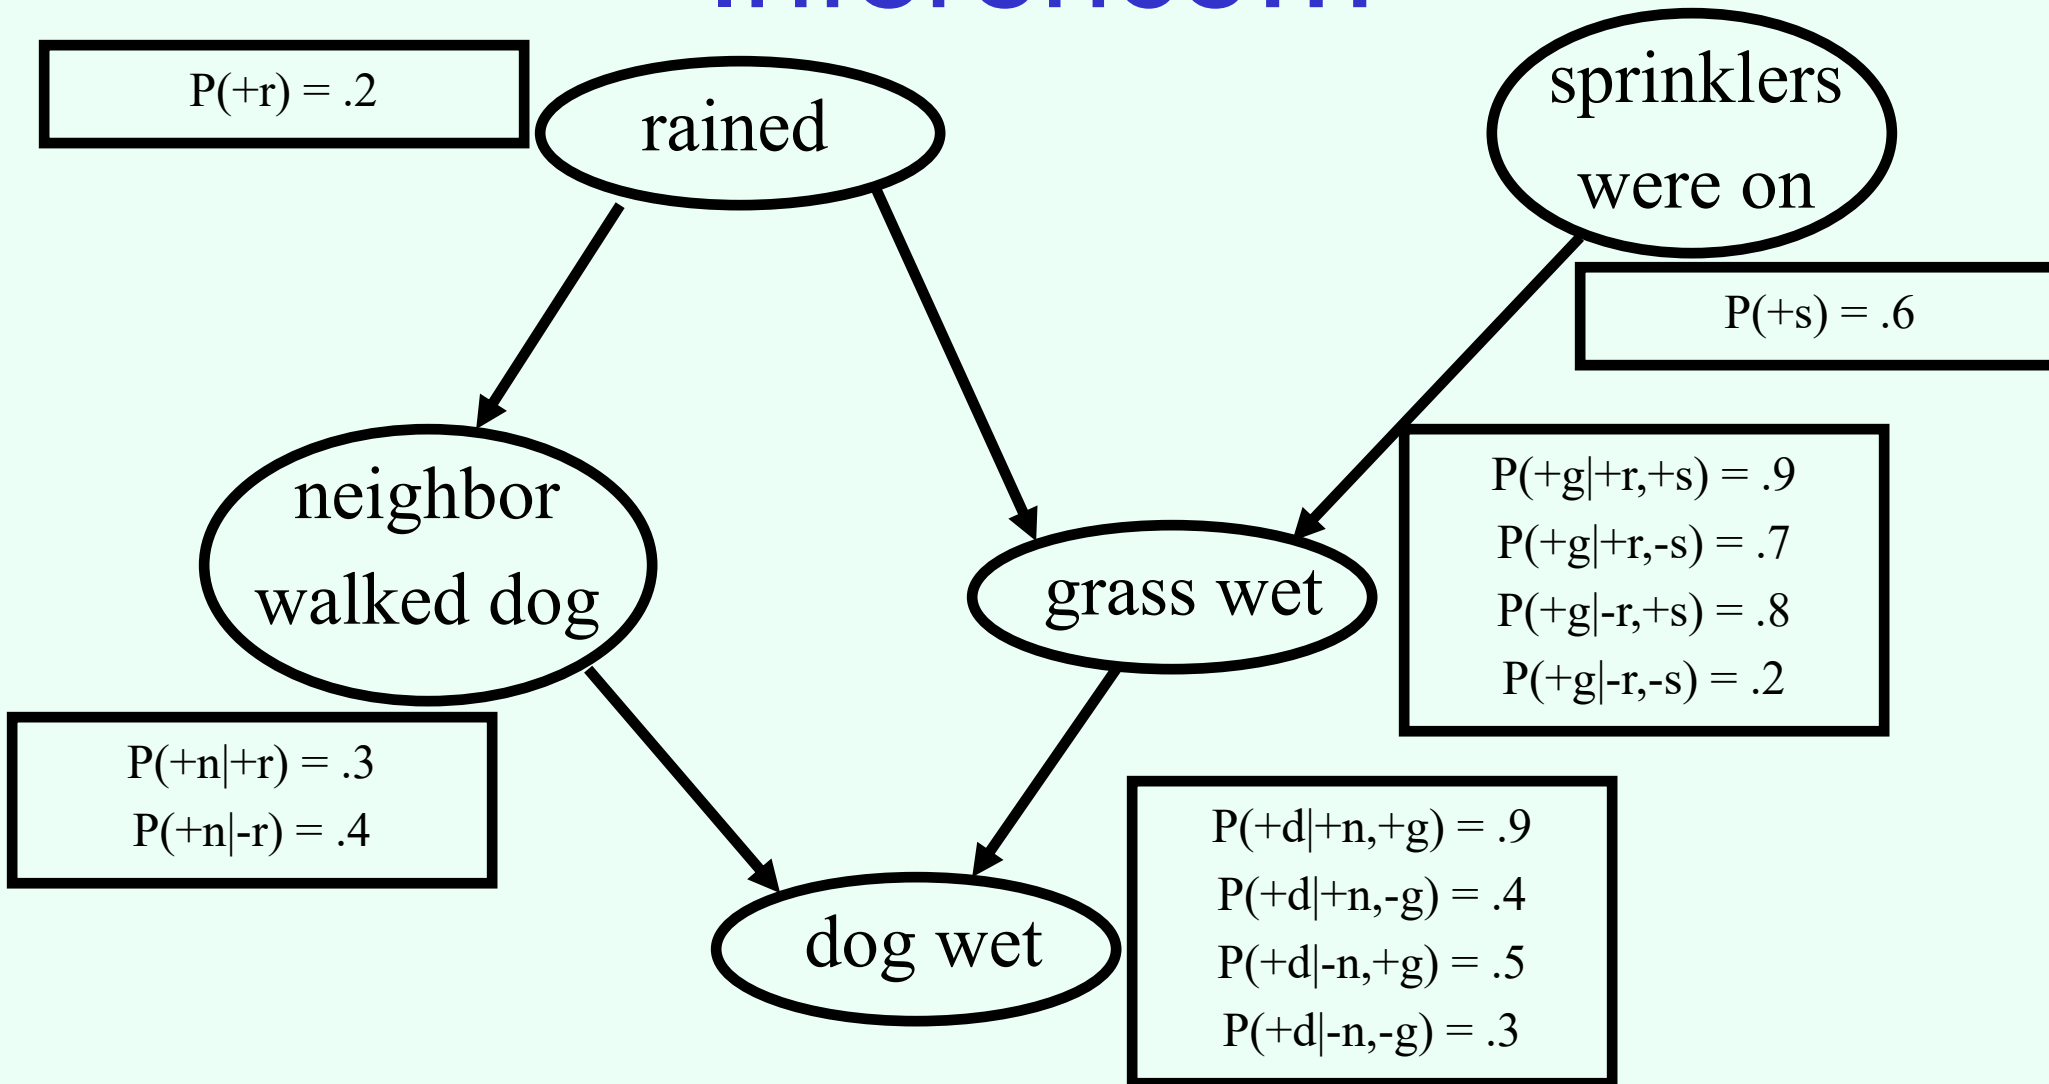 P(+r) = .2
rained
sprinklers
were on
P(+s) = .6
neighbor
walked dog
grass wet
P(+g|+r,+s) = .9
P(+g|+r,-s) = .7
P(+g|-r,+s) = .8
P(+g|-r,-s) = .2
P(+n|+r) = .3
P(+n|-r) = .4
dog wet
P(+d|+n,+g) = .9
P(+d|+n,-g) = .4
P(+d|-n,+g) = .5
P(+d|-n,-g) = .3